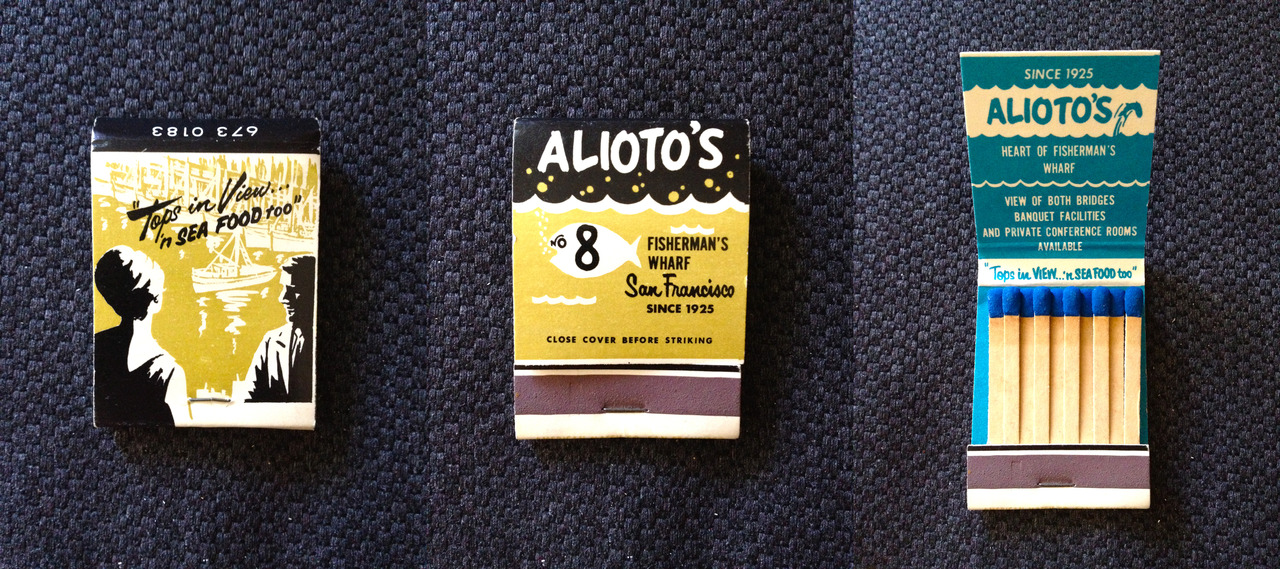 673 0183
"Tops in View...
'n SEA FOOD too"
ALIOTO'S
NO 8
FISHERMAN'S
WHARF
San Francisco
SINCE 1925
CLOSE COVER BEFORE STRIKING
SINCE 1925
ALIOTO'S
HEART OF FISHERMAN'S
WHARF
VIEW OF BOTH BRIDGES
BANQUET FACILITIES
AND PRIVATE CONFERENCE ROOMS
AVAILABLE
"Tops in VIEW...'n SEA FOOD too"